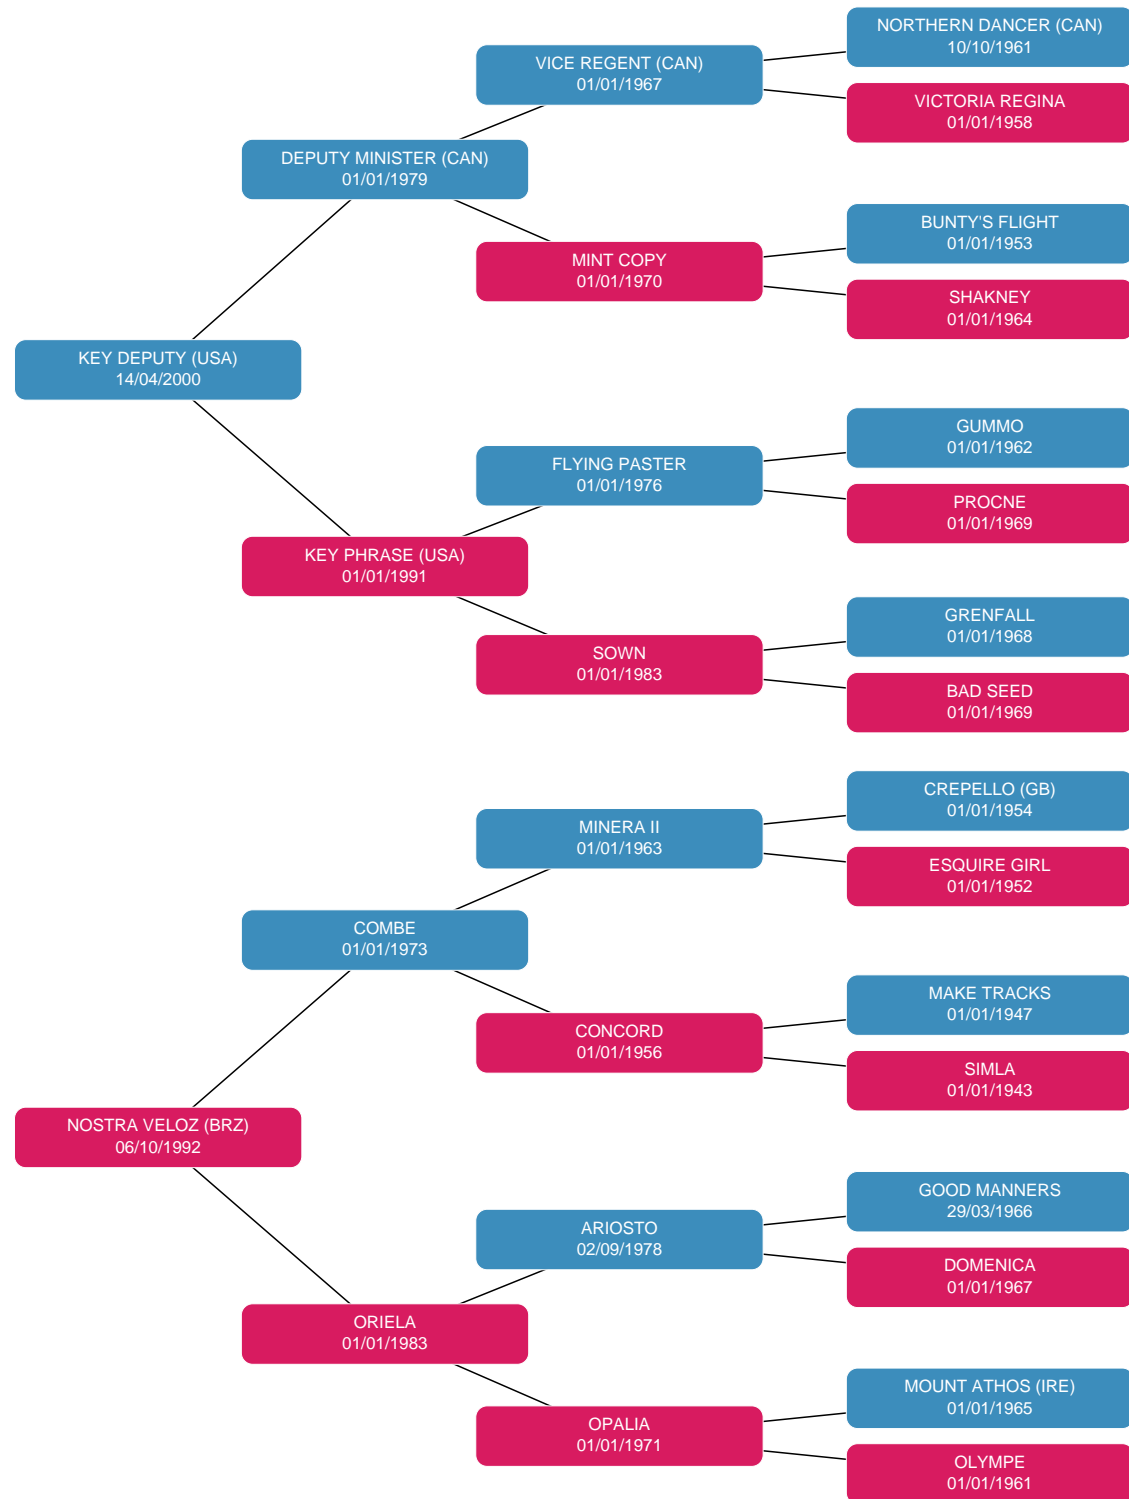 NORTHERN DANCER (CAN)
10/10/1961
VICE REGENT (CAN)
01/01/1967
VICTORIA REGINA
01/01/1958
DEPUTY MINISTER (CAN)
01/01/1979
BUNTY'S FLIGHT
01/01/1953
MINT COPY
01/01/1970
SHAKNEY
01/01/1964
KEY DEPUTY (USA)
14/04/2000
GUMMO
01/01/1962
FLYING PASTER
01/01/1976
PROCNE
01/01/1969
KEY PHRASE (USA)
01/01/1991
GRENFALL
01/01/1968
SOWN
01/01/1983
BAD SEED
01/01/1969
CREPELLO (GB)
01/01/1954
MINERA II
01/01/1963
ESQUIRE GIRL
01/01/1952
COMBE
01/01/1973
MAKE TRACKS
01/01/1947
CONCORD
01/01/1956
SIMLA
01/01/1943
NOSTRA VELOZ (BRZ)
06/10/1992
GOOD MANNERS
29/03/1966
ARIOSTO
02/09/1978
DOMENICA
01/01/1967
ORIELA
01/01/1983
MOUNT ATHOS (IRE)
01/01/1965
OPALIA
01/01/1971
OLYMPE
01/01/1961